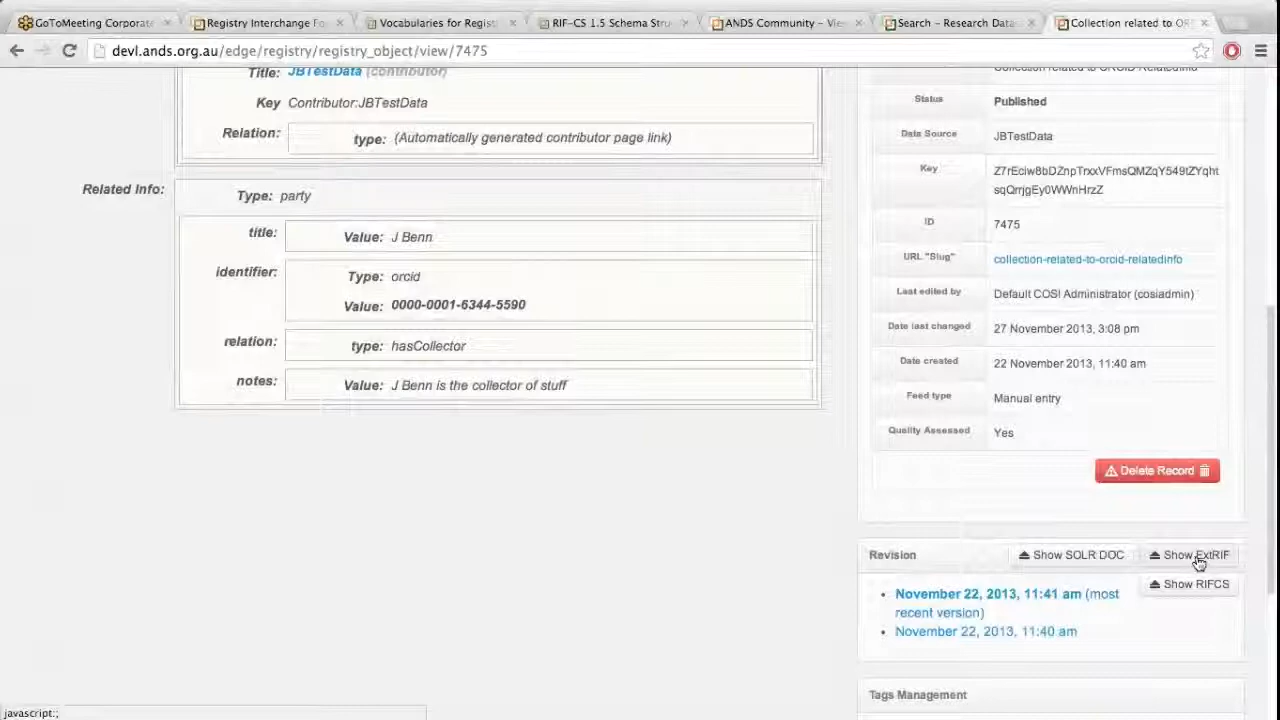 GoToMeeting Corporate
Registry Interchange Fo
Vocabularies for Regist
RIF-CS 1.5 Schema Stru
ANDS Community – Vie
Search – Research Data
Collection related to OR
devl.ands.org.au/edge/registry/registry_object/view/7475
Title: JBTestData (contributor)
Key Contributor:JBTestData
Relation: type: (Automatically generated contributor page link)
Related Info: Type: party
title: Value: J Benn
identifier: Type: orcid
Value: 0000-0001-6344-5590
relation: type: hasCollector
notes: Value: J Benn is the collector of stuff
Collection related to ORCID RelatedInfo
Status Published
Data Source JBTestData
Key Z7rEciw8bDZnpTrxxVFmsQMZqY549tZYqht
sqQrrjgEy0WWnHrzZ
ID 7475
URL "Slug" collection-related-to-orcid-relatedinfo
Last edited by Default COSI Administrator (cosiadmin)
Date last changed 27 November 2013, 3:08 pm
Date created 22 November 2013, 11:40 am
Feed type Manual entry
Quality Assessed Yes
Delete Record
Revision Show SOLR DOC Show ExtRIF
Show RIFCS
November 22, 2013, 11:41 am (most
recent version)
November 22, 2013, 11:40 am
Tags Management
javascript:;